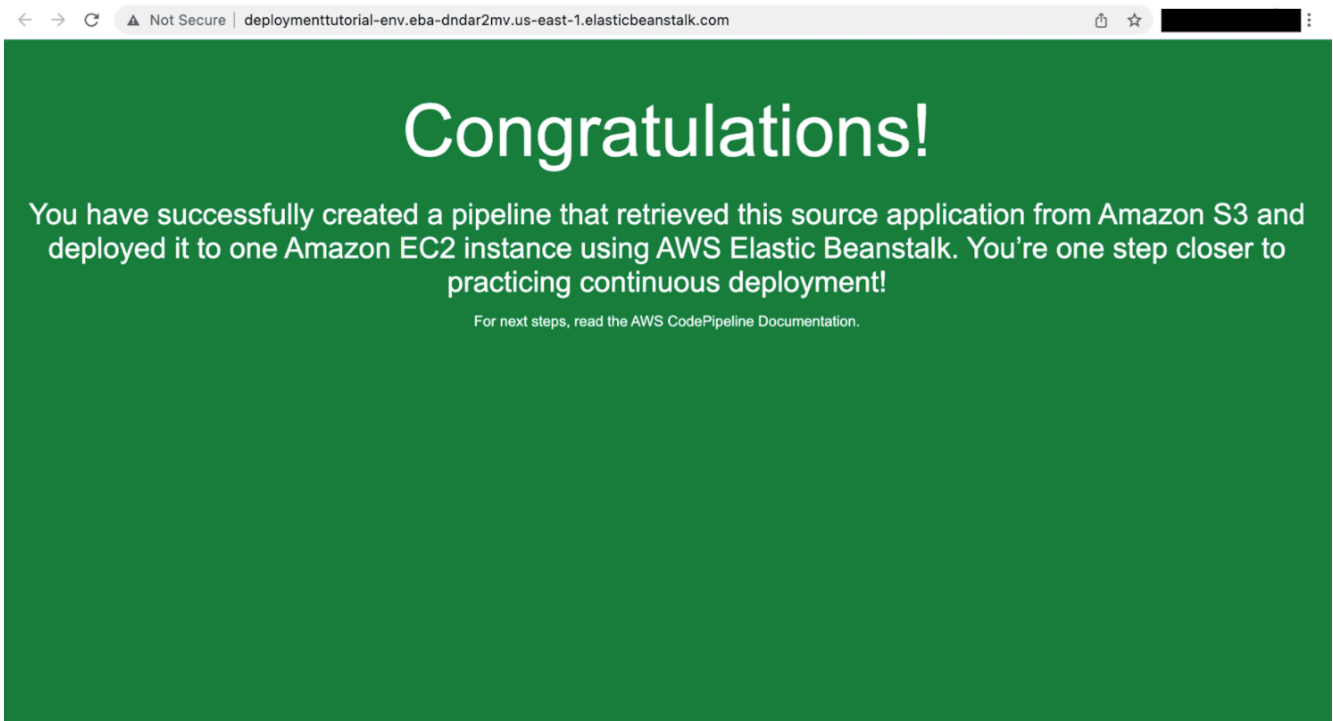 Not Secure deploymenttutorial-env.eba-dndar2mv.us-east-1.elasticbeanstalk.com
Congratulations!
You have successfully created a pipeline that retrieved this source application from Amazon S3 and
deployed it to one Amazon EC2 instance using AWS Elastic Beanstalk. You’re one step closer to
practicing continuous deployment!
For next steps, read the AWS CodePipeline Documentation.